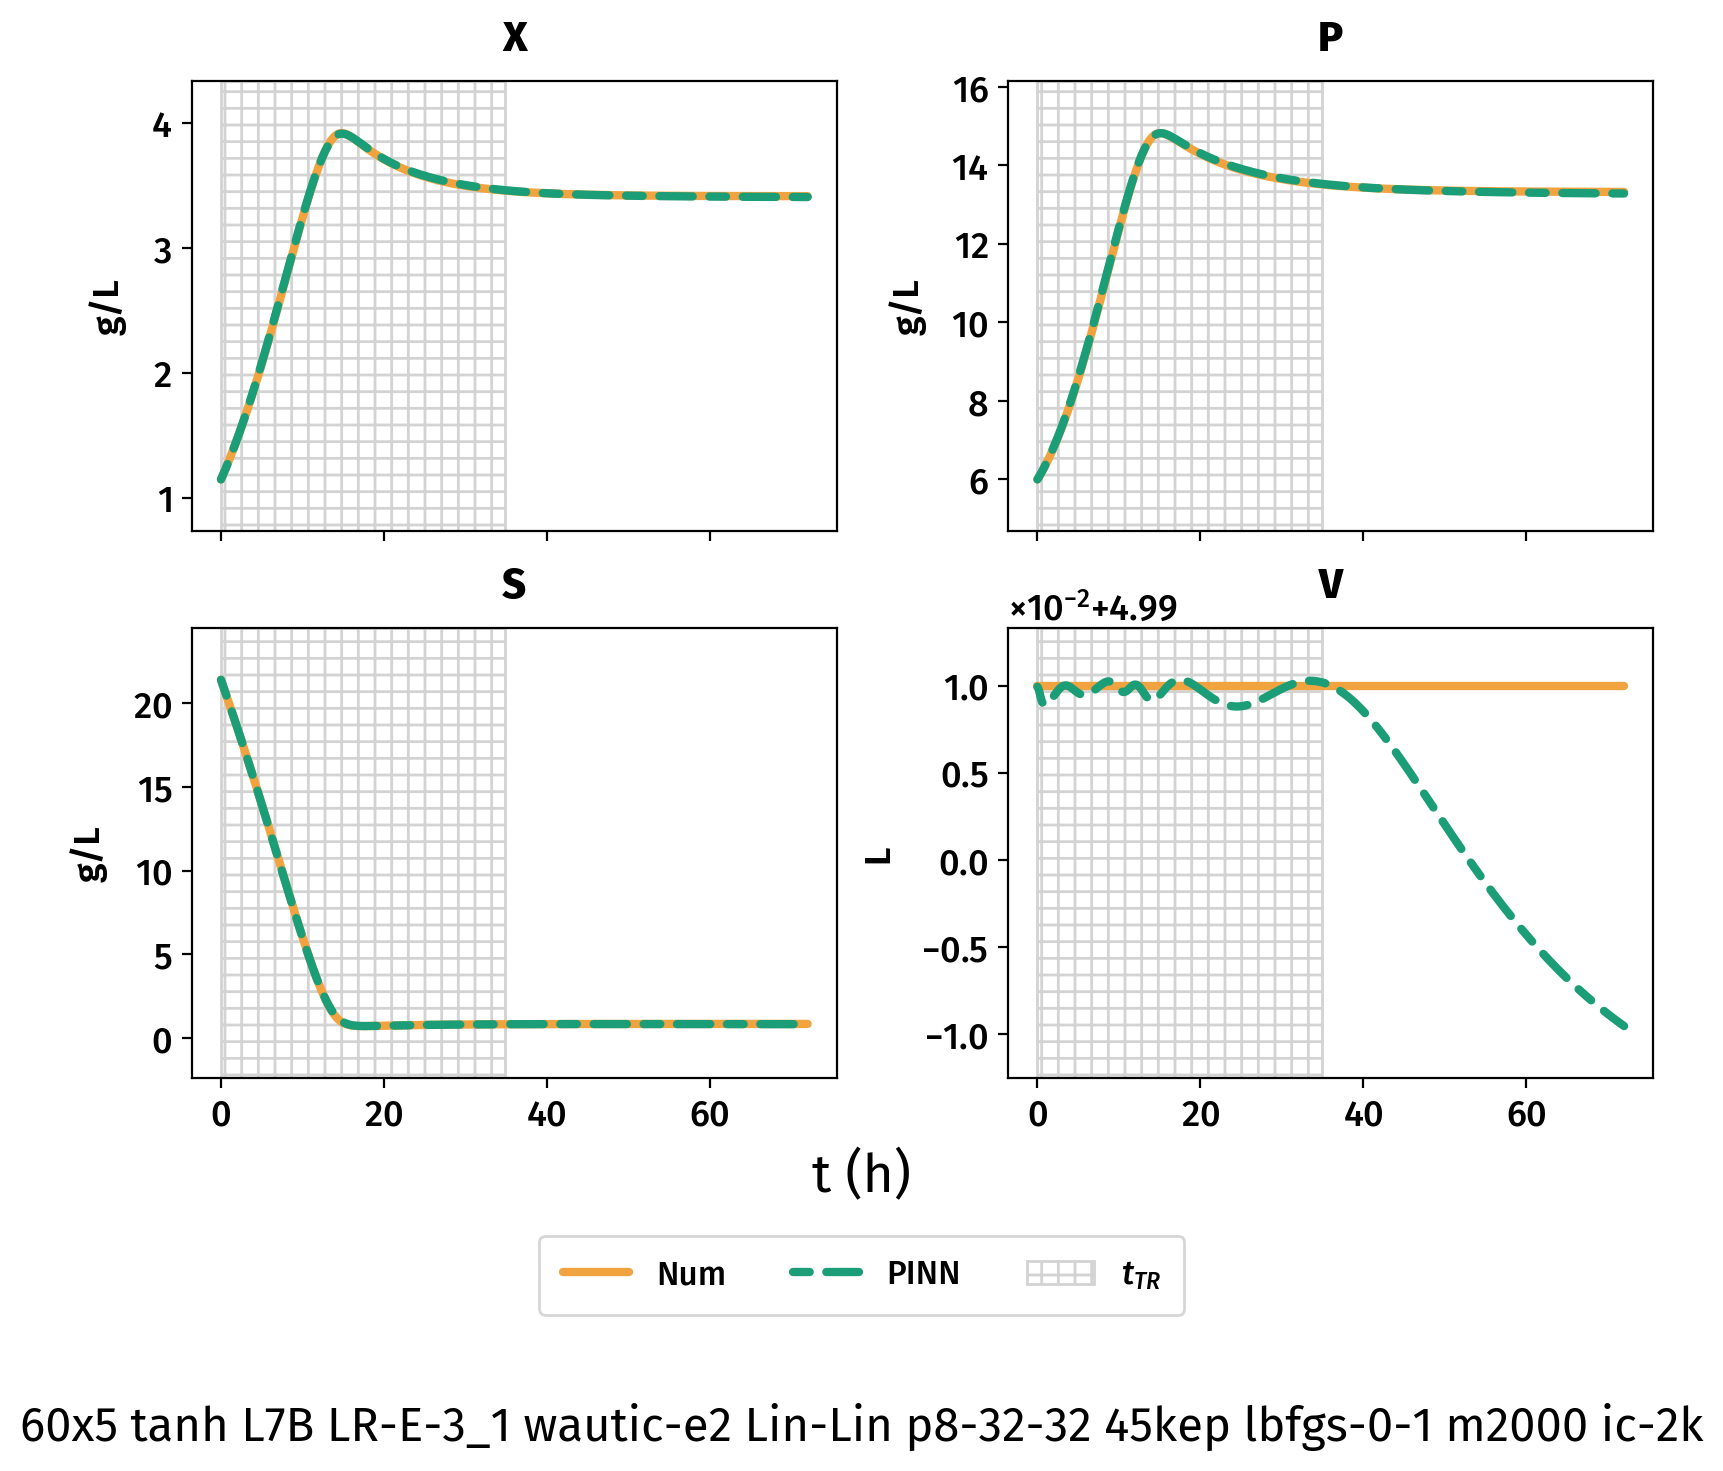 X
4
3
2
1
g/L
P
16
14
12
10
8
6
g/L
S
20
15
10
5
0
g/L
0 20 40 60
V
×10⁻²+4.99
1.0
0.5
0.0
−0.5
−1.0
L
0 20 40 60
t (h)
Num PINN t_TR
60x5 tanh L7B LR-E-3_1 wautic-e2 Lin-Lin p8-32-32 45kep lbfgs-0-1 m2000 ic-2k